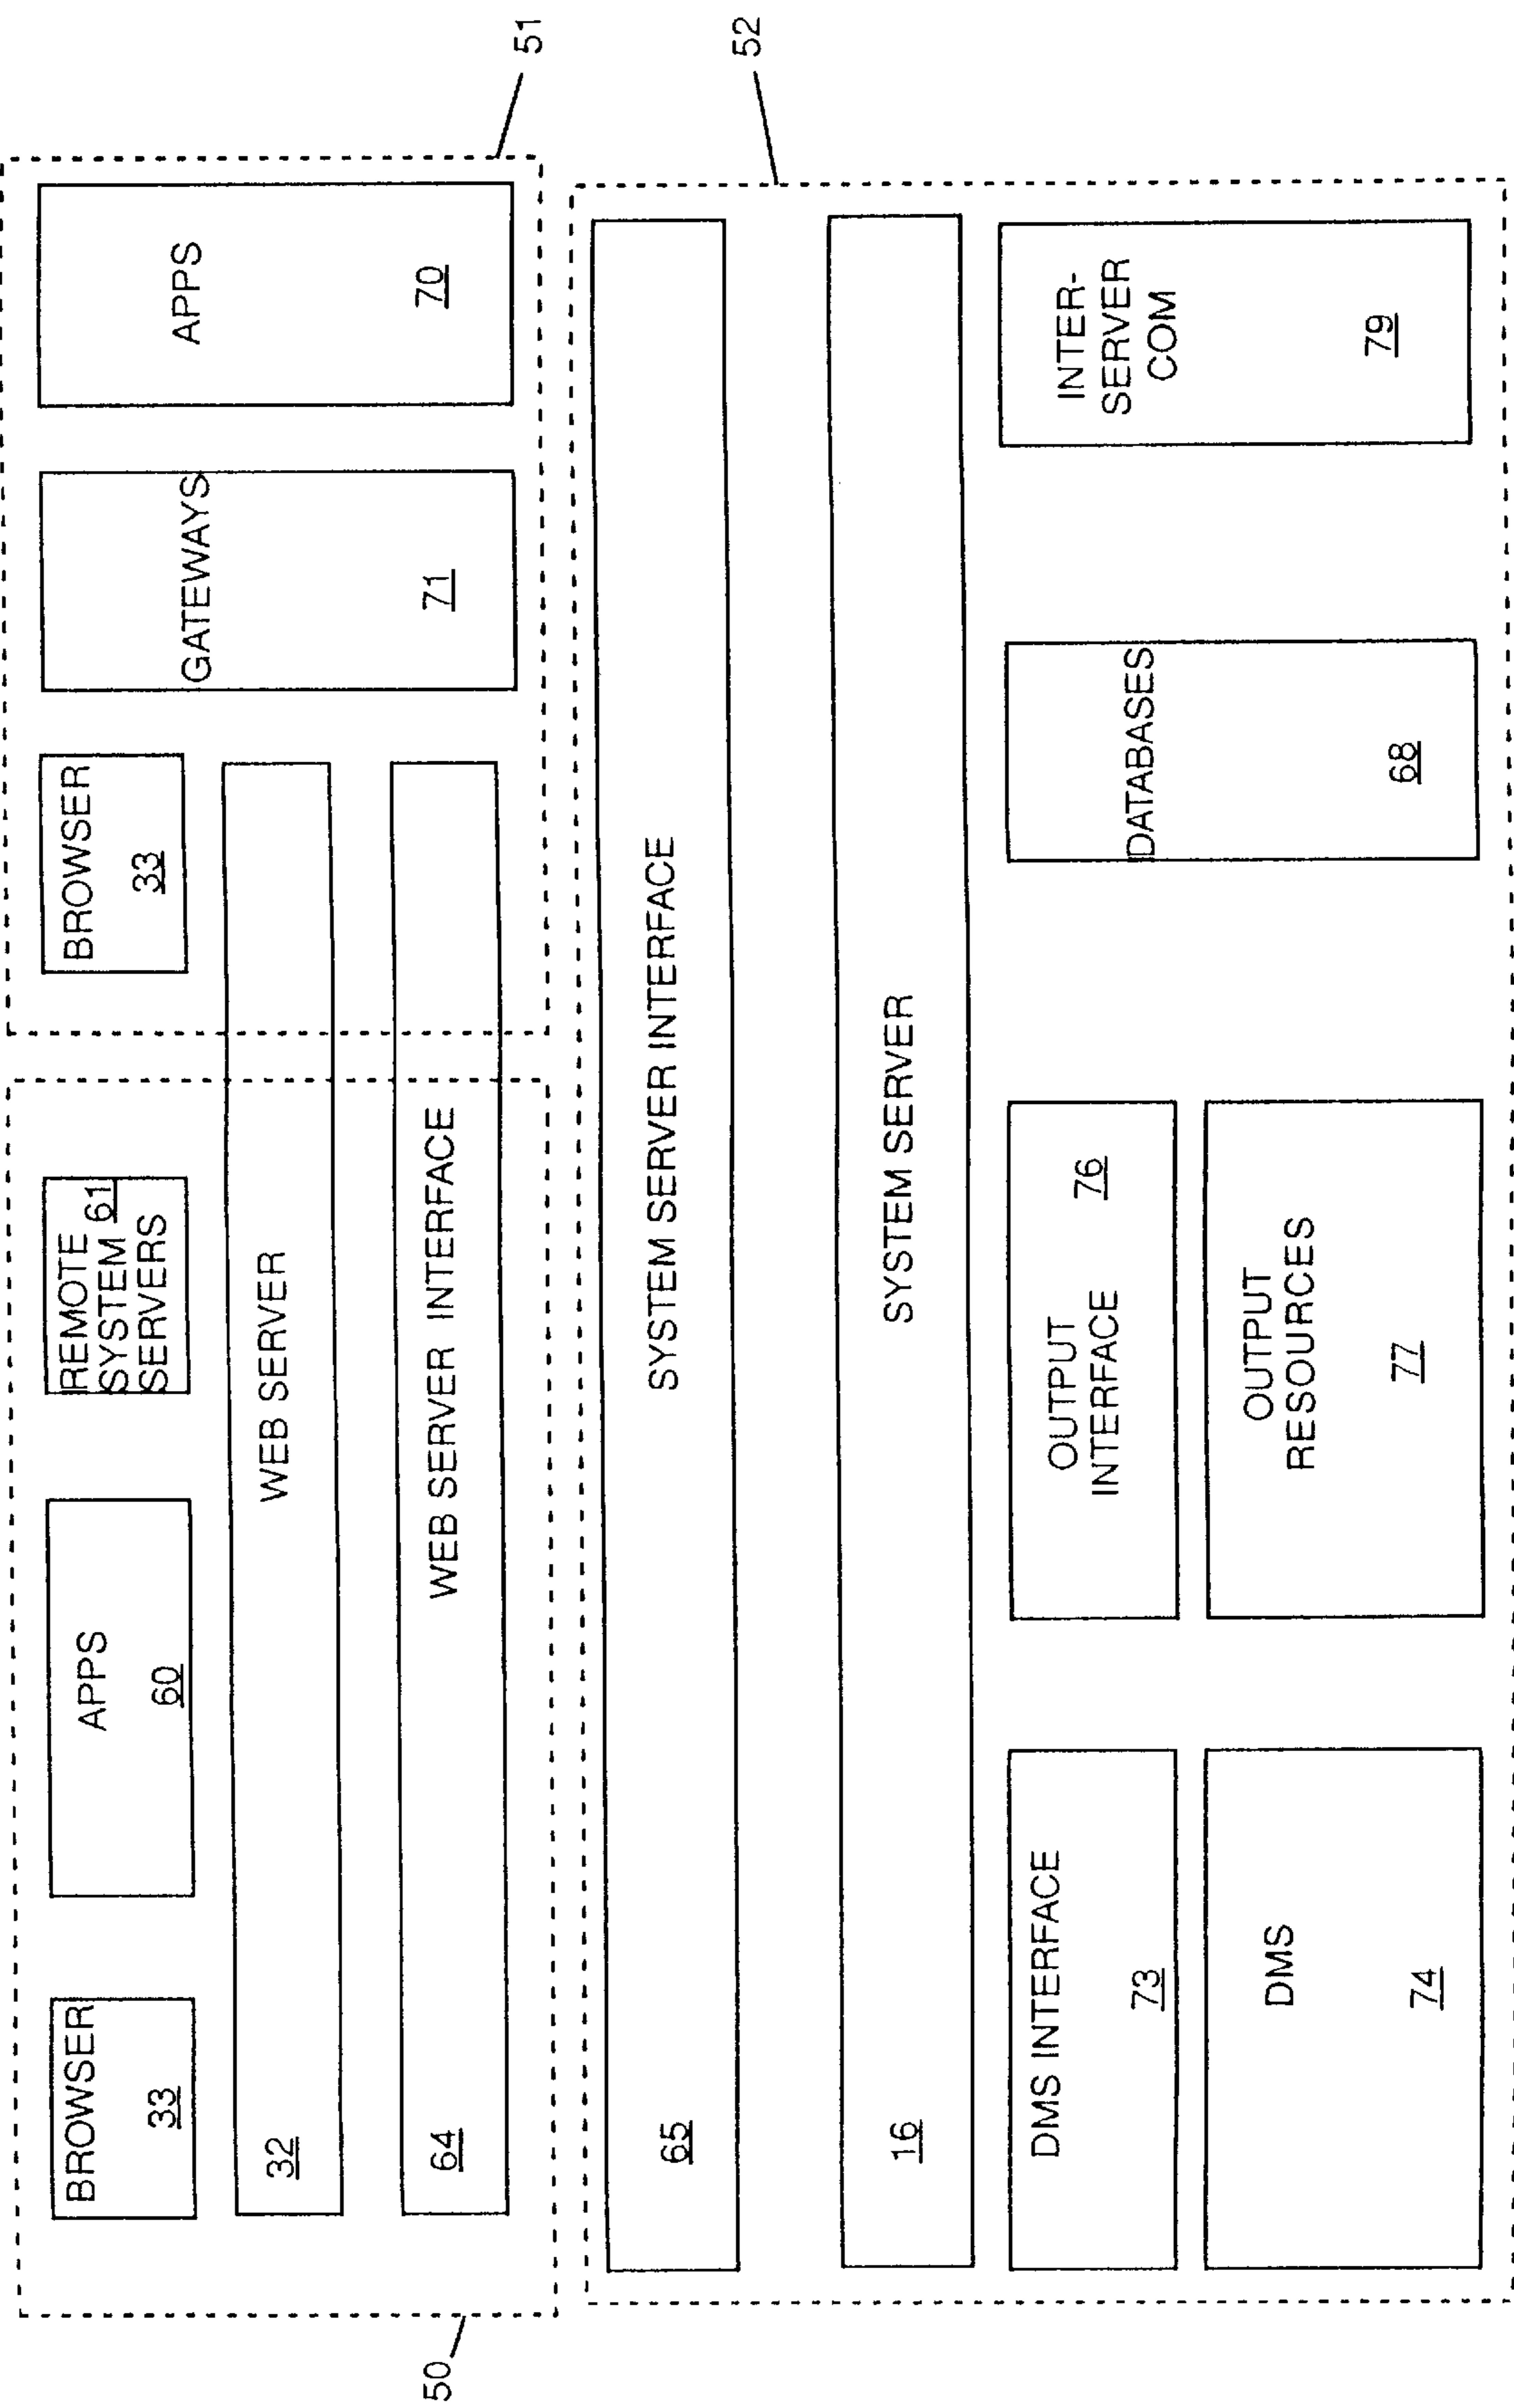 51
BROWSER
33
APPS
60
REMOTE
SYSTEM 61
SERVERS
BROWSER
33
GATEWAYS
71
APPS
70
WEB SERVER
32
WEB SERVER INTERFACE
64
50
52
SYSTEM SERVER INTERFACE
65
SYSTEM SERVER
16
DMS INTERFACE
73
DMS
74
OUTPUT
INTERFACE
76
OUTPUT
RESOURCES
77
DATABASES
68
INTER-
SERVER
COM
79